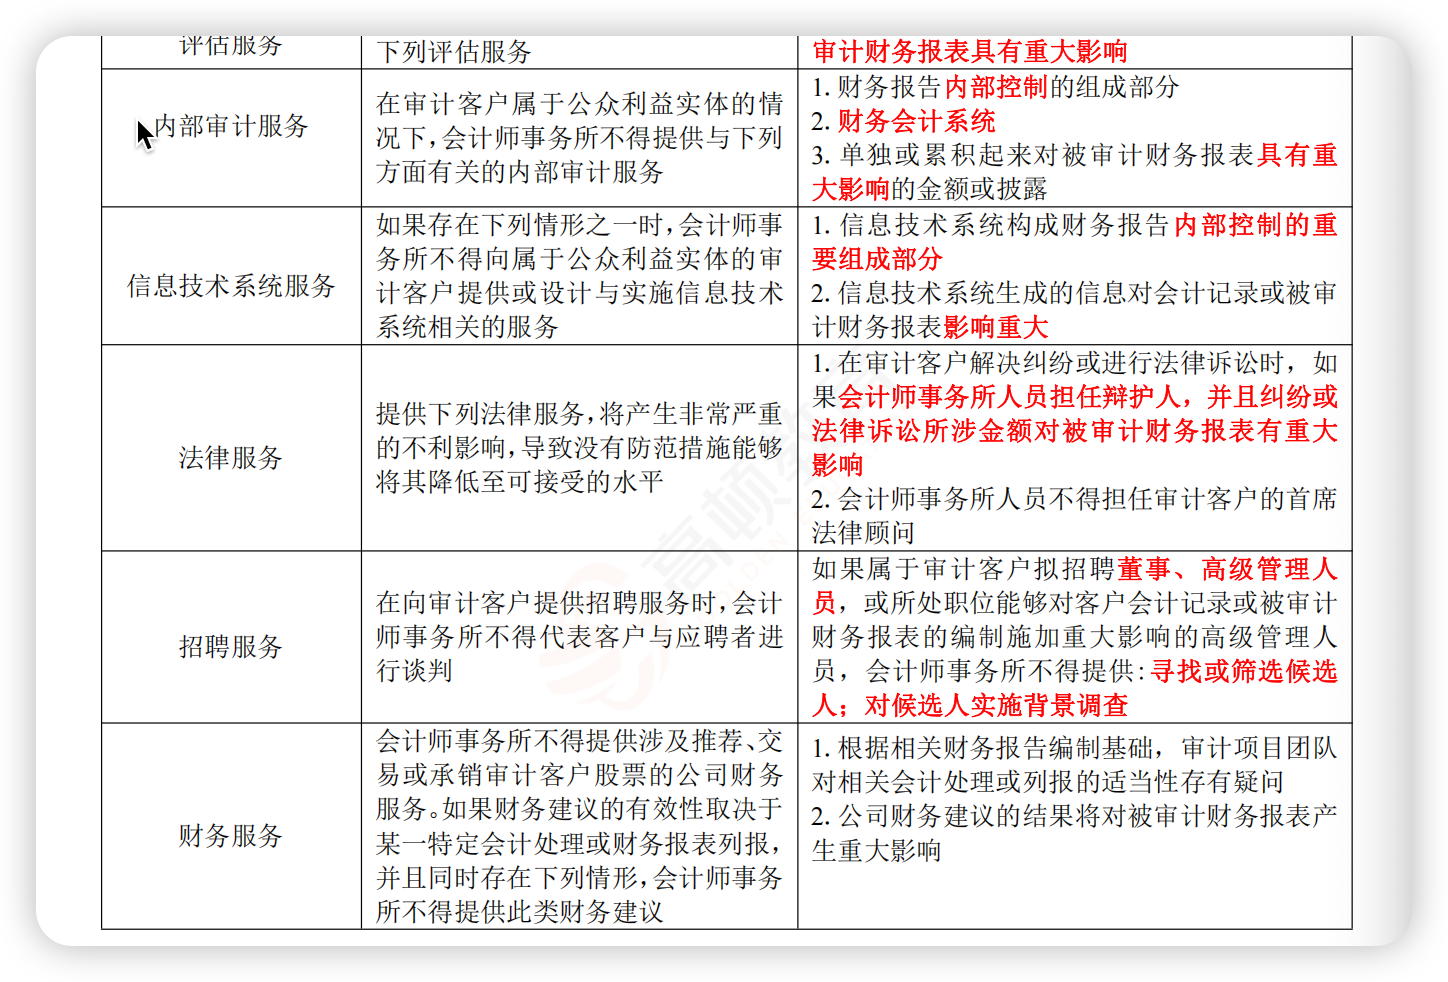 评估服务
下列评估服务
审计财务报表具有重大影响
内部审计服务
在审计客户属于公众利益实体的情
况下,会计师事务所不得提供与下列
方面有关的内部审计服务
1. 财务报告内部控制的组成部分
2. 财务会计系统
3. 单独或累积起来对被审计财务报表具有重
大影响的金额或披露
信息技术系统服务
如果存在下列情形之一时,会计师事
务所不得向属于公众利益实体的审
计客户提供或设计与实施信息技术
系统相关的服务
1. 信息技术系统构成财务报告内部控制的重
要组成部分
2. 信息技术系统生成的信息对会计记录或被审
计财务报表影响重大
法律服务
提供下列法律服务,将产生非常严重
的不利影响,导致没有防范措施能够
将其降低至可接受的水平
1. 在审计客户解决纠纷或进行法律诉讼时，如
果会计师事务所人员担任辩护人，并且纠纷或
法律诉讼所涉金额对被审计财务报表有重大
影响
2. 会计师事务所人员不得担任审计客户的首席
法律顾问
招聘服务
在向审计客户提供招聘服务时,会计
师事务所不得代表客户与应聘者进
行谈判
如果属于审计客户拟招聘董事、高级管理人
员，或所处职位能够对客户会计记录或被审计
财务报表的编制施加重大影响的高级管理人
员，会计师事务所不得提供:寻找或筛选候选
人；对候选人实施背景调查
财务服务
会计师事务所不得提供涉及推荐、交
易或承销审计客户股票的公司财务
服务。如果财务建议的有效性取决于
某一特定会计处理或财务报表列报，
并且同时存在下列情形,会计师事务
所不得提供此类财务建议
1. 根据相关财务报告编制基础，审计项目团队
对相关会计处理或列报的适当性存有疑问
2. 公司财务建议的结果将对被审计财务报表产
生重大影响
高顿教